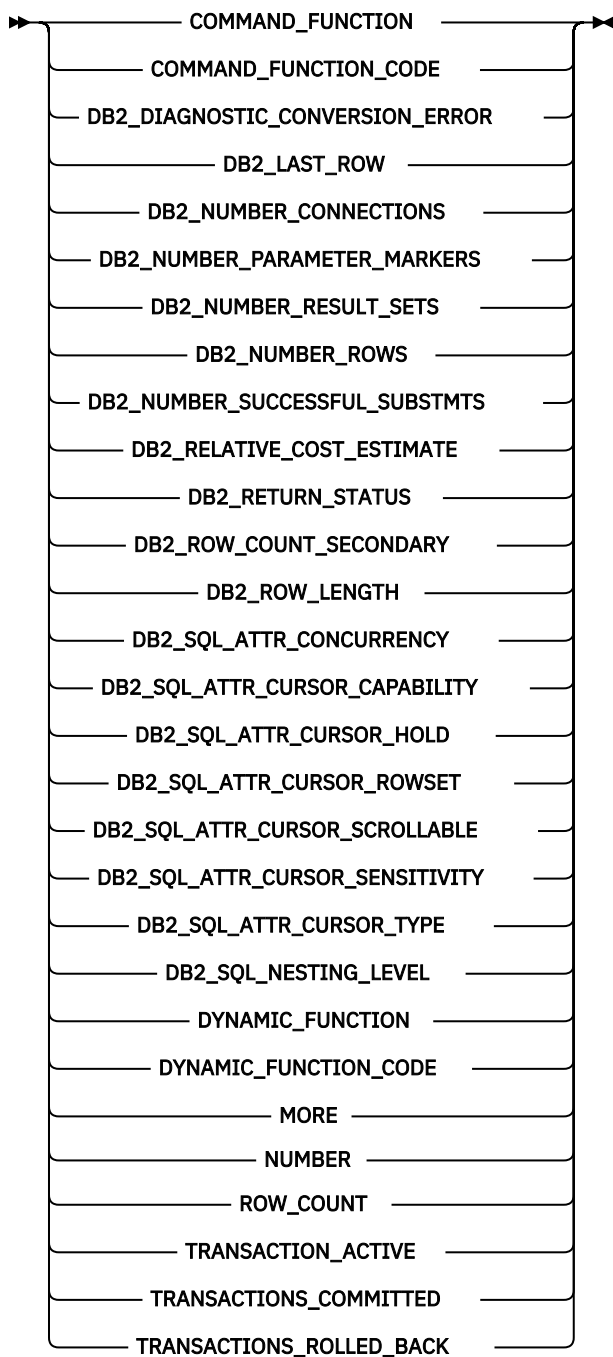 COMMAND_FUNCTION
COMMAND_FUNCTION_CODE
DB2_DIAGNOSTIC_CONVERSION_ERROR
DB2_LAST_ROW
DB2_NUMBER_CONNECTIONS
DB2_NUMBER_PARAMETER_MARKERS
DB2_NUMBER_RESULT_SETS
DB2_NUMBER_ROWS
DB2_NUMBER_SUCCESSFUL_SUBSTMTS
DB2_RELATIVE_COST_ESTIMATE
DB2_RETURN_STATUS
DB2_ROW_COUNT_SECONDARY
DB2_ROW_LENGTH
DB2_SQL_ATTR_CONCURRENCY
DB2_SQL_ATTR_CURSOR_CAPABILITY
DB2_SQL_ATTR_CURSOR_HOLD
DB2_SQL_ATTR_CURSOR_ROWSET
DB2_SQL_ATTR_CURSOR_SCROLLABLE
DB2_SQL_ATTR_CURSOR_SENSITIVITY
DB2_SQL_ATTR_CURSOR_TYPE
DB2_SQL_NESTING_LEVEL
DYNAMIC_FUNCTION
DYNAMIC_FUNCTION_CODE
MORE
NUMBER
ROW_COUNT
TRANSACTION_ACTIVE
TRANSACTIONS_COMMITTED
TRANSACTIONS_ROLLED_BACK